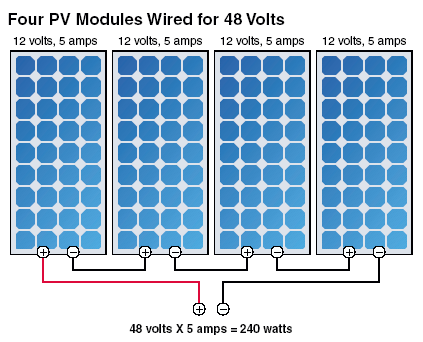 Four PV Modules Wired for 48 Volts
12 volts, 5 amps 12 volts, 5 amps 12 volts, 5 amps 12 volts, 5 amps
+ − + − + − + −
+ −
48 volts X 5 amps = 240 watts